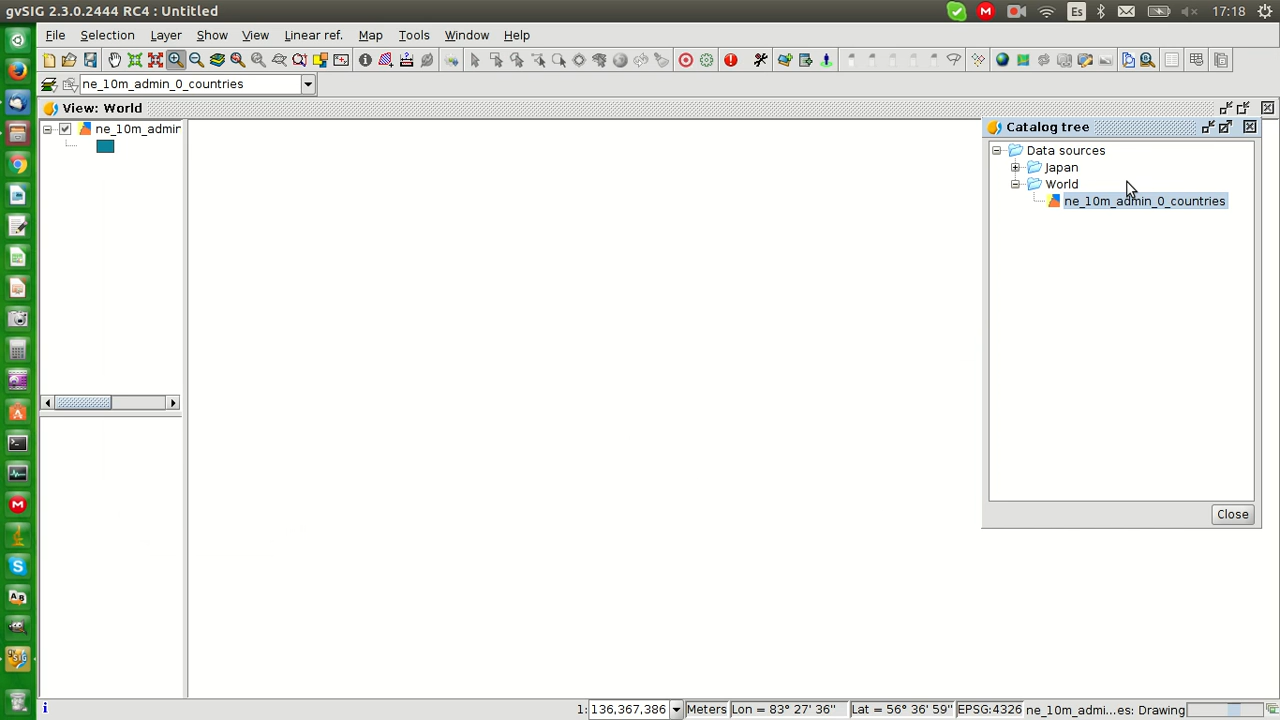 gvSIG 2.3.0.2444 RC4 : Untitled
Es
17:18
File Selection Layer Show View Linear ref. Map Tools Window Help
ne_10m_admin_0_countries
View: World
ne_10m_admir
Catalog tree
Data sources
Japan
World
ne_10m_admin_0_countries
Close
1: 136,367,386 Meters Lon = 83° 27' 36'' Lat = 56° 36' 59'' EPSG:4326 ne_10m_admi...es: Drawing